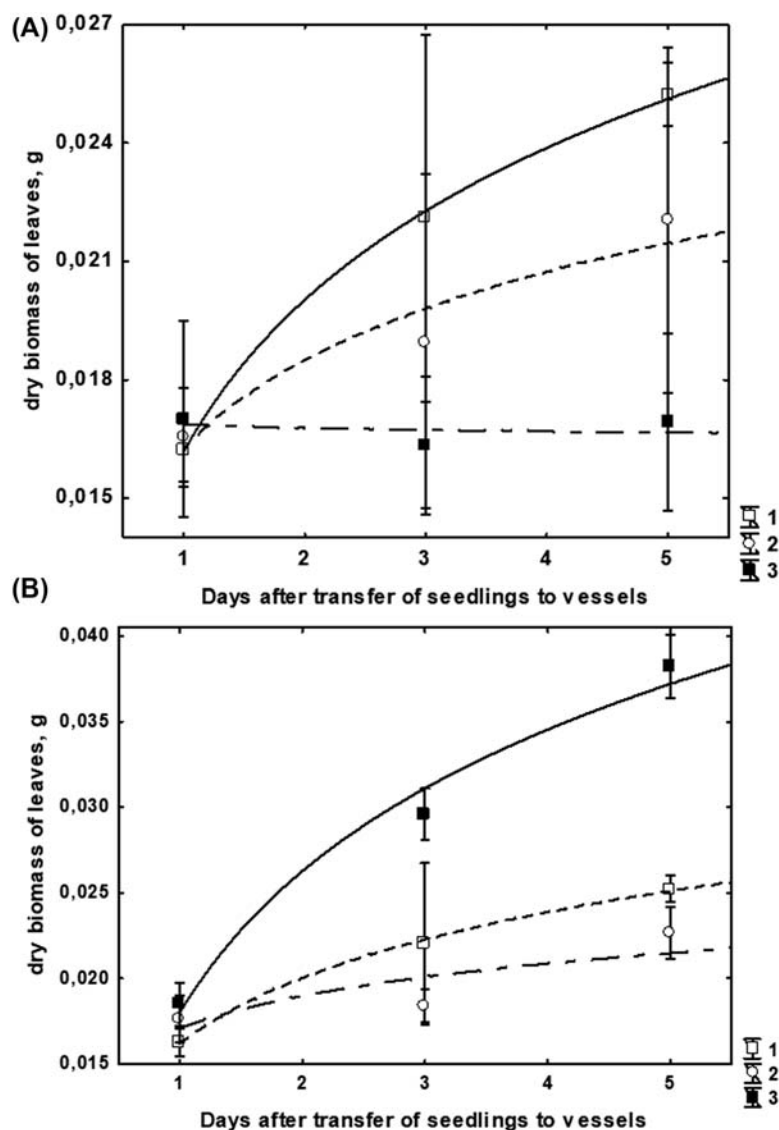 (A)
0,027
0,024
0,021
0,018
0,015
dry biomass of leaves, g
1 2 3 4 5
Days after transfer of seedlings to vessels
1
2
3
(B)
0,040
0,035
0,030
0,025
0,020
0,015
dry biomass of leaves, g
1 2 3 4 5
Days after transfer of seedlings to vessels
1
2
3